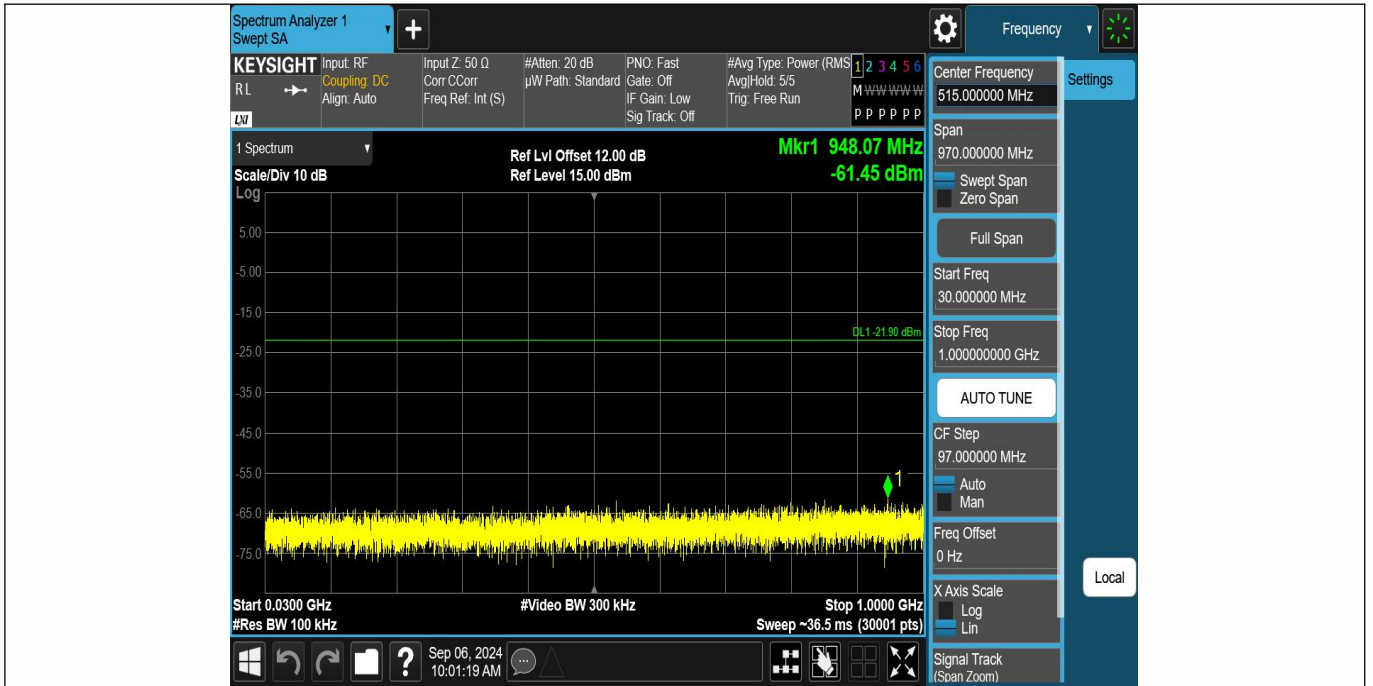 Spectrum Analyzer 1
Swept SA
+
Frequency
KEYSIGHT
R L
LXI
Input: RF
Coupling: DC
Align: Auto
Input Z: 50 Ω
Corr CCorr
Freq Ref: Int (S)
#Atten: 20 dB
µW Path: Standard
PNO: Fast
Gate: Off
IF Gain: Low
Sig Track: Off
#Avg Type: Power (RMS
Avg|Hold: 5/5
Trig: Free Run
1 2 3 4 5 6
M W W W W W
P P P P P P
1 Spectrum
Scale/Div 10 dB
Ref Lvl Offset 12.00 dB
Ref Level 15.00 dBm
Mkr1 948.07 MHz
-61.45 dBm
Log
5.00
-5.00
-15.0
DL1 -21.90 dBm
-25.0
-35.0
-45.0
-55.0
1
-65.0
-75.0
Start 0.0300 GHz
#Res BW 100 kHz
#Video BW 300 kHz
Stop 1.0000 GHz
Sweep ~36.5 ms (30001 pts)
Center Frequency
515.000000 MHz
Settings
Span
970.000000 MHz
Swept Span
Zero Span
Full Span
Start Freq
30.000000 MHz
Stop Freq
1.000000000 GHz
AUTO TUNE
CF Step
97.000000 MHz
Auto
Man
Freq Offset
0 Hz
Local
X Axis Scale
Log
Lin
Signal Track
(Span Zoom)
?
Sep 06, 2024
10:01:19 AM